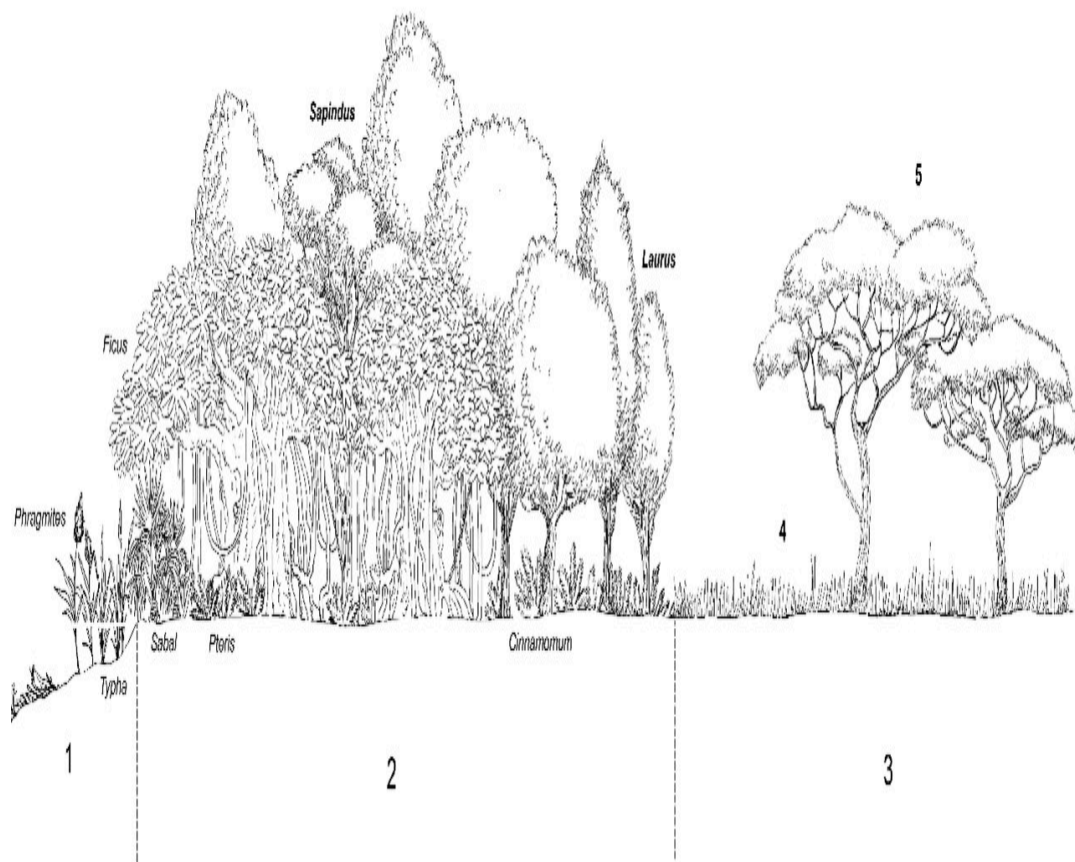 Sapindus
5
Laurus
Ficus
Phragmites
4
Sabal Pteris Cinnamomum
Typha
1 2 3